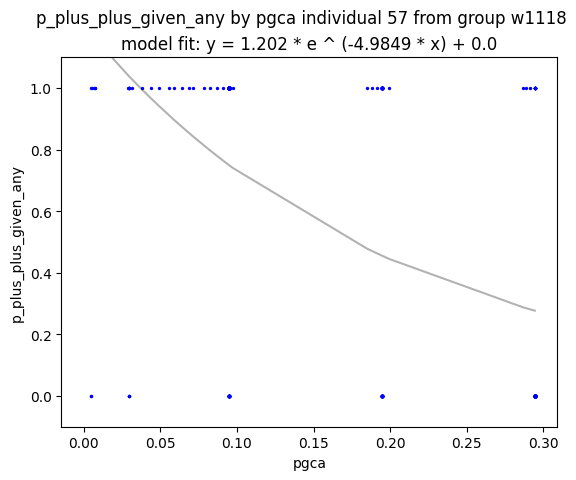 p_plus_plus_given_any by pgca individual 57 from group w1118
model fit: y = 1.202 * e ^ (-4.9849 * x) + 0.0
1.0
0.8
0.6
0.4
0.2
0.0
p_plus_plus_given_any
0.00 0.05 0.10 0.15 0.20 0.25 0.30
pgca